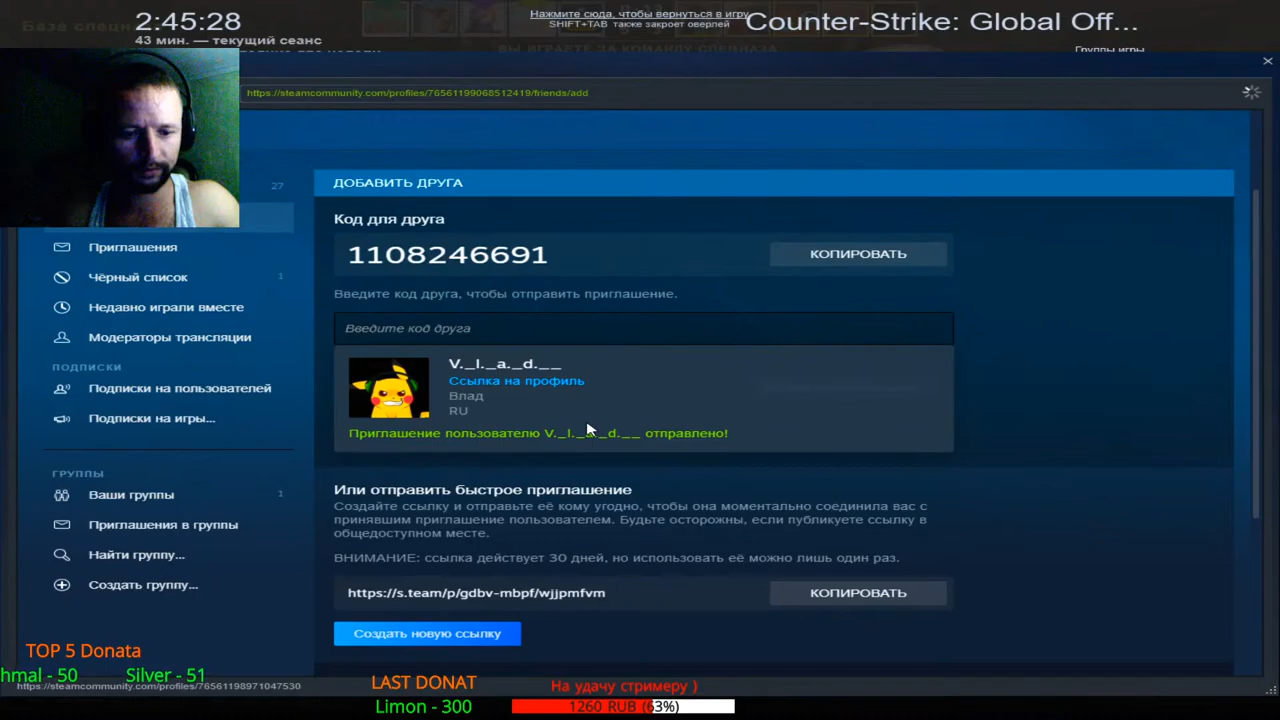 2:45:28
43 мин. — текущий сеанс
Нажмите сюда, чтобы вернуться в игру
SHIFT+TAB также закроет оверлей
Counter-Strike: Global Off...
ВЫ ИГРАЕТЕ ЗА КОМАНДУ СПЕЦНАЗА
Группы игры
https://steamcommunity.com/profiles/76561199068512419/friends/add
27
Приглашения
Чёрный список 1
Недавно играли вместе
Модераторы трансляции
ПОДПИСКИ
Подписки на пользователей
Подписки на игры...
ГРУППЫ
Ваши группы 1
Приглашения в группы
Найти группу...
Создать группу...
ДОБАВИТЬ ДРУГА
Код для друга
1108246691 КОПИРОВАТЬ
Введите код друга, чтобы отправить приглашение.
Введите код друга
V._l._a._d.__
Ссылка на профиль
Влад
RU
Приглашение пользователю V._l._a._d.__ отправлено!
Или отправить быстрое приглашение
Создайте ссылку и отправьте её кому угодно, чтобы она моментально соединила вас с
принявшим приглашение пользователем. Будьте осторожны, если публикуете ссылку в
общедоступном месте.
ВНИМАНИЕ: ссылка действует 30 дней, но использовать её можно лишь один раз.
https://s.team/p/gdbv-mbpf/wjjpmfvm КОПИРОВАТЬ
Создать новую ссылку
TOP 5 Donata
hmal - 50 Silver - 51
https://steamcommunity.com/profiles/76561198971047530
LAST DONAT
Limon - 300
На удачу стримеру )
1260 RUB (63%)